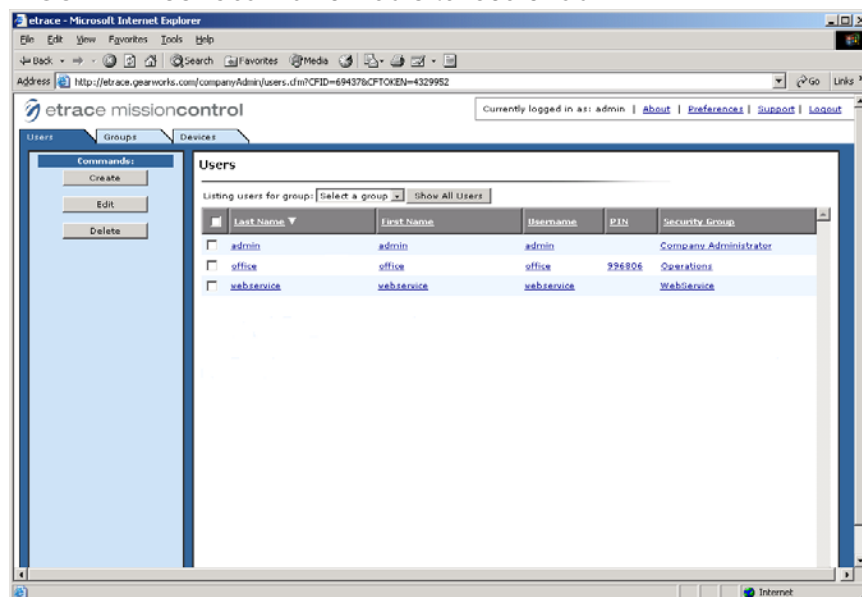 etrace - Microsoft Internet Explorer
File Edit View Favorites Tools Help
Back Search Favorites Media
Address http://etrace.gearworks.com/companyAdmin/users.cfm?CFID=69437&CFTOKEN=4329952 Go Links
etrace missioncontrol Currently logged in as: admin | About | Preferences | Support | Logout
Users Groups Devices
Commands:
Create
Edit
Delete
Users
Listing users for group: Select a group Show All Users
Last Name First Name Username PIN Security Group
admin admin admin Company Administrator
office office office 996806 Operations
webservice webservice webservice WebService
Internet